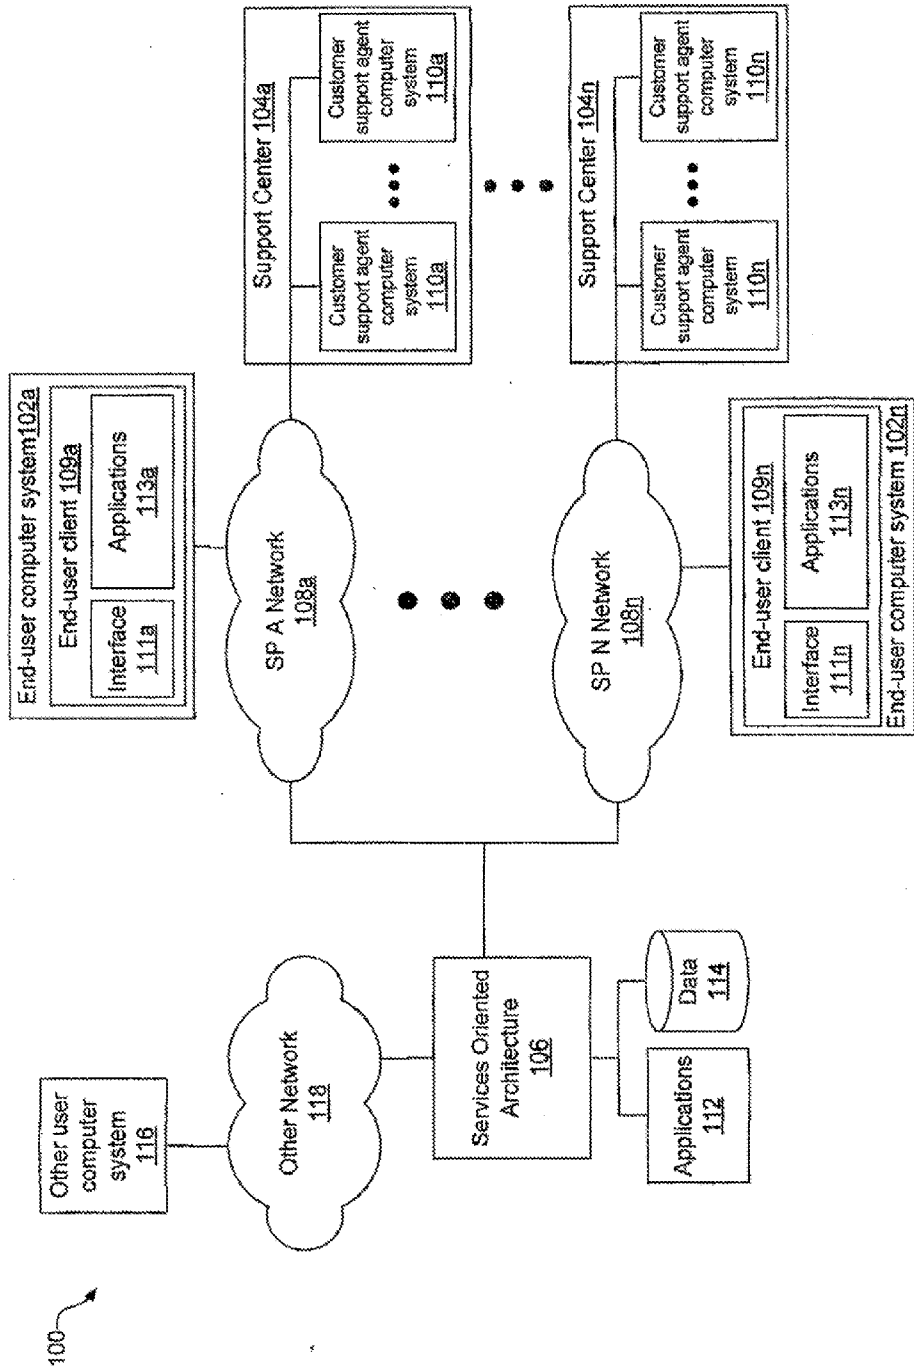 100
Other user
computer
system
116
Other Network
118
Services Oriented
Architecture
106
Applications
112
Data
114
End-user computer system102a
End-user client 109a
Interface
111a
Applications
113a
SP A Network
108a
SP N Network
108n
End-user client 109n
Interface
111n
Applications
113n
End-user computer system 102n
Support Center 104a
Customer
support agent
computer
system
110a
Customer
support agent
computer
system
110a
Support Center 104n
Customer
support agent
computer
system
110n
Customer
support agent
computer
system
110n